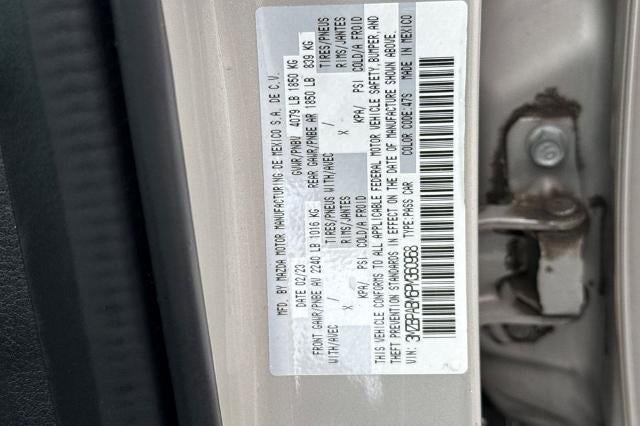 MFD. BY MAZDA MOTOR MANUFACTURING DE MEXICO S.A. DE C.V.
DATE 02/23 GVWR/PNBV 4079 LB 1850 KG
FRONT GAWR/PNBE AV 2240 LB 1016 KG REAR GAWR/PNBE AR 1850 LB 839 KG
WITH/AVEC TIRES/PNEUS WITH/AVEC TIRES/PNEUS
X RIMS/JANTES X RIMS/JANTES
KPA/ PSI COLD/A FROID KPA/ PSI COLD/A FROID
THIS VEHICLE CONFORMS TO ALL APPLICABLE FEDERAL MOTOR VEHICLE SAFETY, BUMPER, AND
THEFT PREVENTION STANDARDS IN EFFECT ON THE DATE OF MANUFACTURE SHOWN ABOVE.
VIN: TYPE:PASS CAR COLOR CODE:47S MADE IN MEXICO